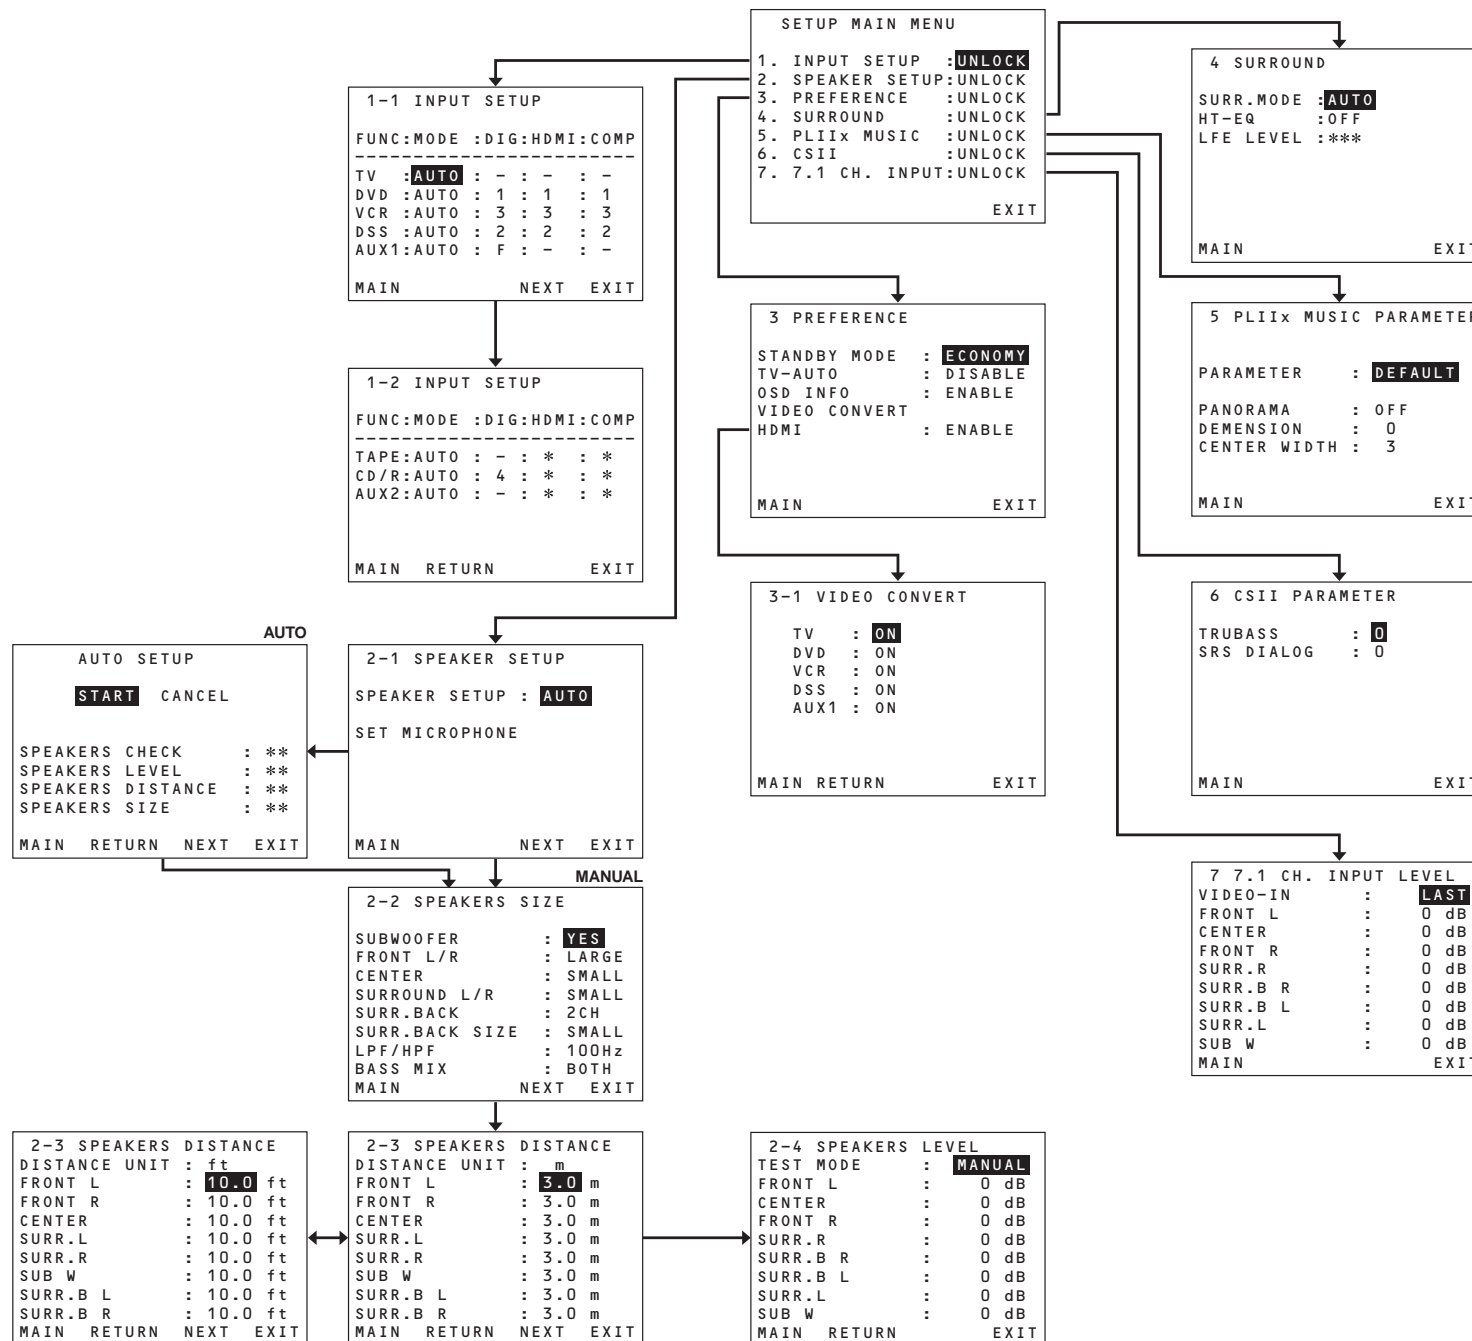 SETUP MAIN MENU
1. INPUT SETUP :UNLOCK
2. SPEAKER SETUP:UNLOCK
3. PREFERENCE :UNLOCK
4. SURROUND :UNLOCK
5. PLIIx MUSIC :UNLOCK
6. CSII :UNLOCK
7. 7.1 CH. INPUT:UNLOCK
EXIT
1-1 INPUT SETUP
FUNC:MODE :DIG:HDMI:COMP
------------------------
TV :AUTO : - : - : -
DVD :AUTO : 1 : 1 : 1
VCR :AUTO : 3 : 3 : 3
DSS :AUTO : 2 : 2 : 2
AUX1:AUTO : F : - : -
MAIN NEXT EXIT
1-2 INPUT SETUP
FUNC:MODE :DIG:HDMI:COMP
------------------------
TAPE:AUTO : - : * : *
CD/R:AUTO : 4 : * : *
AUX2:AUTO : - : * : *
MAIN RETURN EXIT
3 PREFERENCE
STANDBY MODE : ECONOMY
TV-AUTO : DISABLE
OSD INFO : ENABLE
VIDEO CONVERT
HDMI : ENABLE
MAIN EXIT
3-1 VIDEO CONVERT
TV : ON
DVD : ON
VCR : ON
DSS : ON
AUX1 : ON
MAIN RETURN EXIT
4 SURROUND
SURR.MODE :AUTO
HT-EQ :OFF
LFE LEVEL :***
MAIN EXIT
5 PLIIx MUSIC PARAMETER
PARAMETER : DEFAULT
PANORAMA : OFF
DEMENSION : 0
CENTER WIDTH : 3
MAIN EXIT
6 CSII PARAMETER
TRUBASS : 0
SRS DIALOG : 0
MAIN EXIT
7 7.1 CH. INPUT LEVEL
VIDEO-IN : LAST
FRONT L : 0 dB
CENTER : 0 dB
FRONT R : 0 dB
SURR.R : 0 dB
SURR.B R : 0 dB
SURR.B L : 0 dB
SURR.L : 0 dB
SUB W : 0 dB
MAIN EXIT
AUTO
AUTO SETUP
START CANCEL
SPEAKERS CHECK : **
SPEAKERS LEVEL : **
SPEAKERS DISTANCE : **
SPEAKERS SIZE : **
MAIN RETURN NEXT EXIT
2-1 SPEAKER SETUP
SPEAKER SETUP : AUTO
SET MICROPHONE
MAIN NEXT EXIT
MANUAL
2-2 SPEAKERS SIZE
SUBWOOFER : YES
FRONT L/R : LARGE
CENTER : SMALL
SURROUND L/R : SMALL
SURR.BACK : 2CH
SURR.BACK SIZE : SMALL
LPF/HPF : 100Hz
BASS MIX : BOTH
MAIN NEXT EXIT
2-3 SPEAKERS DISTANCE
DISTANCE UNIT : ft
FRONT L : 10.0 ft
FRONT R : 10.0 ft
CENTER : 10.0 ft
SURR.L : 10.0 ft
SURR.R : 10.0 ft
SUB W : 10.0 ft
SURR.B L : 10.0 ft
SURR.B R : 10.0 ft
MAIN RETURN NEXT EXIT
2-3 SPEAKERS DISTANCE
DISTANCE UNIT : m
FRONT L : 3.0 m
FRONT R : 3.0 m
CENTER : 3.0 m
SURR.L : 3.0 m
SURR.R : 3.0 m
SUB W : 3.0 m
SURR.B L : 3.0 m
SURR.B R : 3.0 m
MAIN RETURN NEXT EXIT
2-4 SPEAKERS LEVEL
TEST MODE : MANUAL
FRONT L : 0 dB
CENTER : 0 dB
FRONT R : 0 dB
SURR.R : 0 dB
SURR.B R : 0 dB
SURR.B L : 0 dB
SURR.L : 0 dB
SUB W : 0 dB
MAIN RETURN EXIT